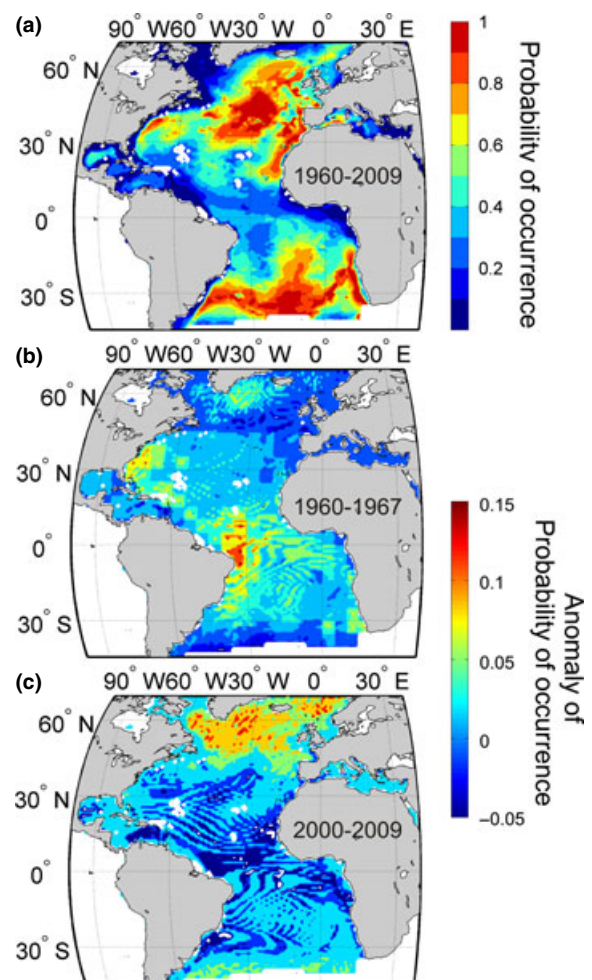 (a)
90° W60° W30° W 0° 30° E
60° N
30° N
0°
30° S
1960-2009
1
0.8
0.6
0.4
0.2
Probability of occurrence
(b)
90° W60° W30° W 0° 30° E
60° N
30° N
0°
30° S
1960-1967
(c)
90° W60° W30° W 0° 30° E
60° N
30° N
0°
30° S
2000-2009
0.15
0.1
0.05
0
−0.05
Anomaly of
Probability of occurrence